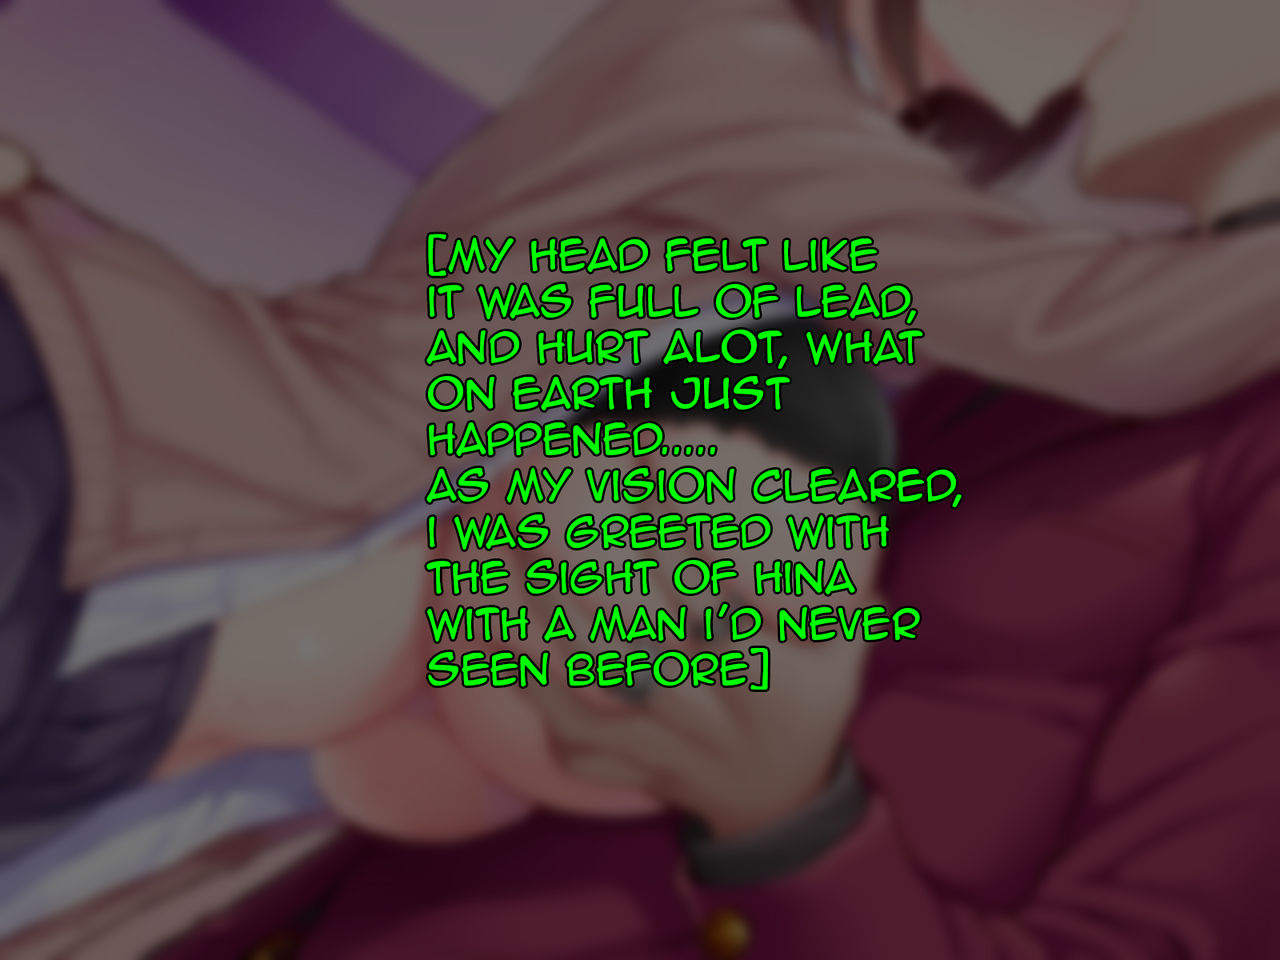 [MY HEAD FELT LIKE
IT WAS FULL OF LEAD,
AND HURT ALOT, WHAT
ON EARTH JUST
HAPPENED.....
AS MY VISION CLEARED,
I WAS GREETED WITH
THE SIGHT OF HINA
WITH A MAN I'D NEVER
SEEN BEFORE]